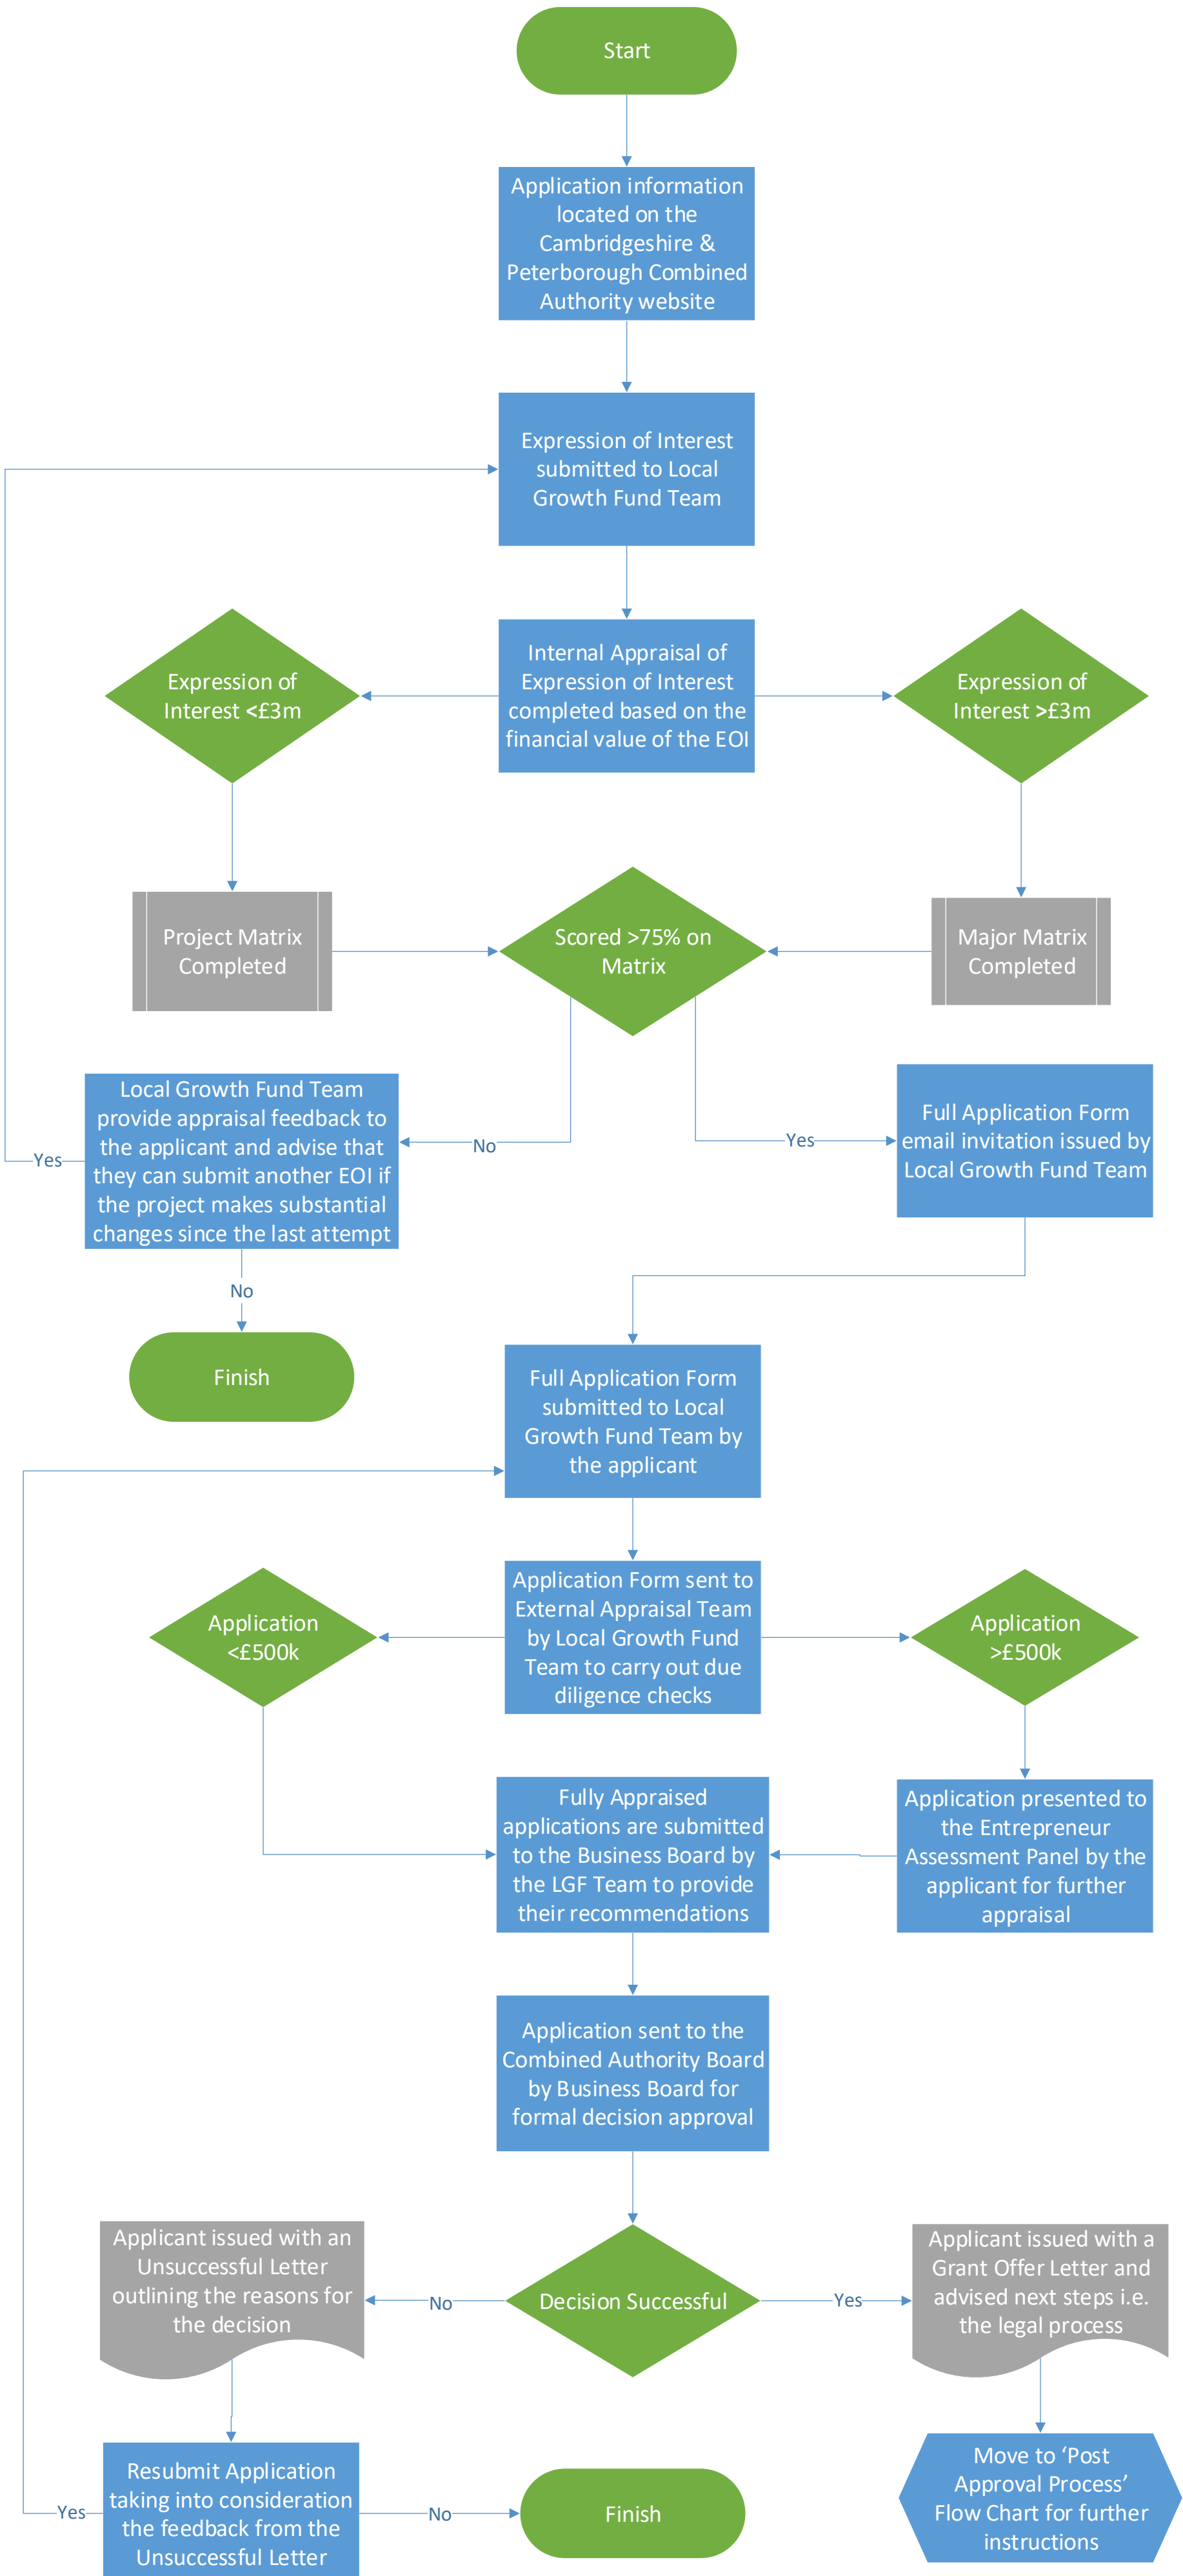 Start
Application information
located on the
Cambridgeshire &
Peterborough Combined
Authority website
Expression of Interest
submitted to Local
Growth Fund Team
Expression of
Interest <£3m
Internal Appraisal of
Expression of Interest
completed based on the
financial value of the EOI
Expression of
Interest >£3m
Project Matrix
Completed
Scored >75% on
Matrix
Major Matrix
Completed
Local Growth Fund Team
provide appraisal feedback to
the applicant and advise that
they can submit another EOI if
the project makes substantial
changes since the last attempt
Yes
No
Yes
Full Application Form
email invitation issued by
Local Growth Fund Team
No
Finish
Full Application Form
submitted to Local
Growth Fund Team by
the applicant
Application
<£500k
Application Form sent to
External Appraisal Team
by Local Growth Fund
Team to carry out due
diligence checks
Application
>£500k
Fully Appraised
applications are submitted
to the Business Board by
the LGF Team to provide
their recommendations
Application presented to
the Entrepreneur
Assessment Panel by the
applicant for further
appraisal
Application sent to the
Combined Authority Board
by Business Board for
formal decision approval
Applicant issued with an
Unsuccessful Letter
outlining the reasons for
the decision
No
Decision Successful
Yes
Applicant issued with a
Grant Offer Letter and
advised next steps i.e.
the legal process
Yes
Resubmit Application
taking into consideration
the feedback from the
Unsuccessful Letter
No
Finish
Move to ‘Post
Approval Process’
Flow Chart for further
instructions